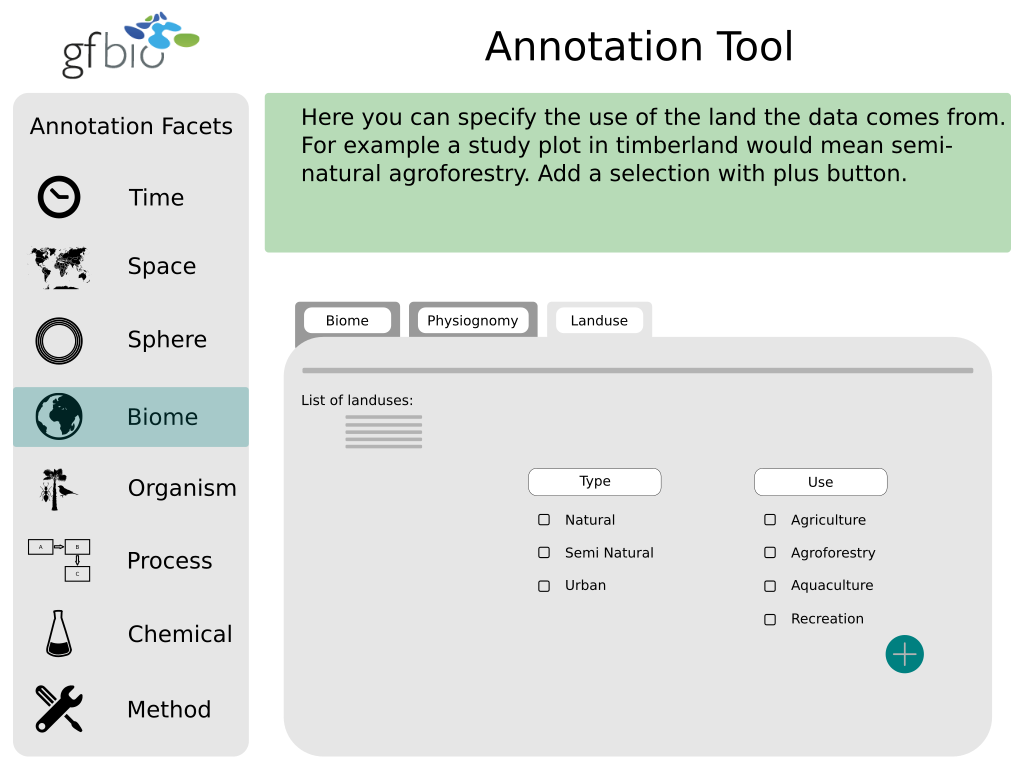 gfbio
Annotation Tool
Annotation Facets
Time
Space
Sphere
Biome
Organism
A
B
C
Process
Chemical
Method
Here you can specify the use of the land the data comes from.
For example a study plot in timberland would mean semi-
natural agroforestry. Add a selection with plus button.
Biome
Physiognomy
Landuse
List of landuses:
Type
Natural
Semi Natural
Urban
Use
Agriculture
Agroforestry
Aquaculture
Recreation